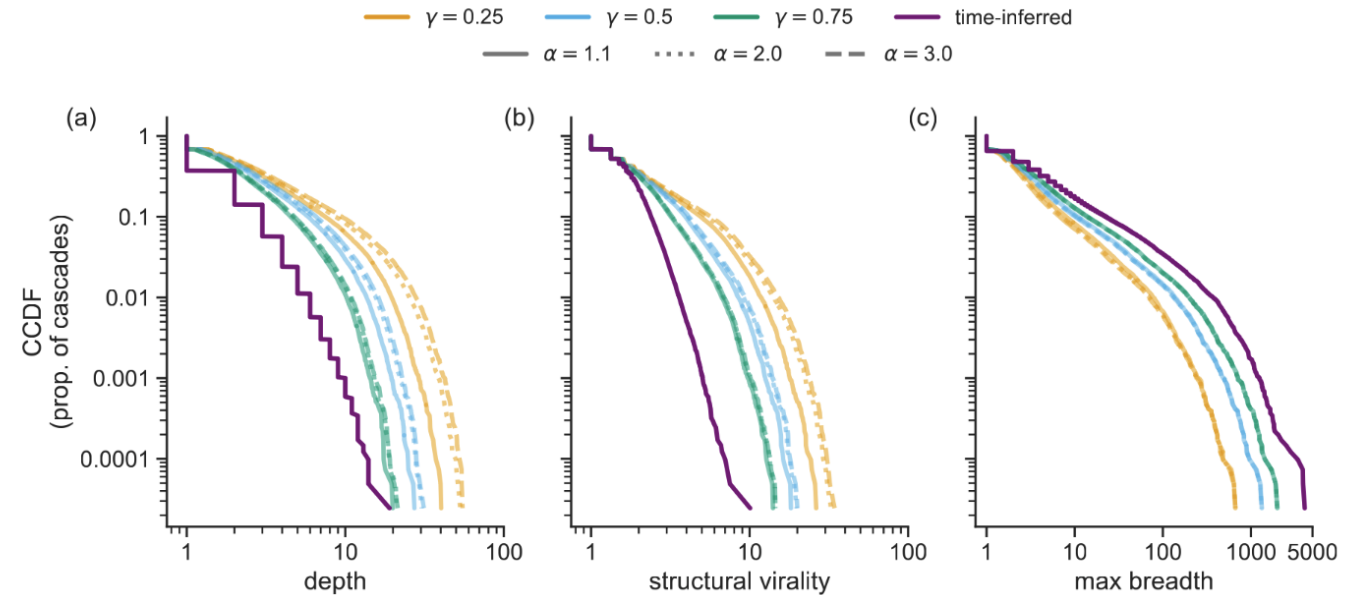 γ = 0.25 γ = 0.5 γ = 0.75 time-inferred
α = 1.1 α = 2.0 α = 3.0
(a) (b) (c)
CCDF
(prop. of cascades)
1
0.1
0.01
0.001
0.0001
1 10 100
depth
1 10 100
structural virality
1 10 100 1000 5000
max breadth